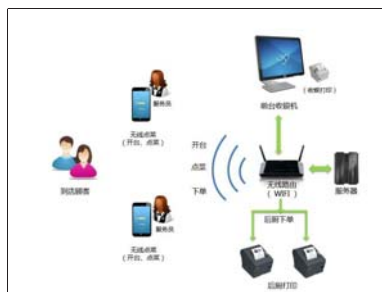 服务员
（收银打印）
前台收银机
无线点菜
（开台、点菜）
开台
点菜
下单
到店顾客
无线路由
（WIFI）
服务器
服务员
无线点菜
（开台、点菜）
后厨下单
后厨打印